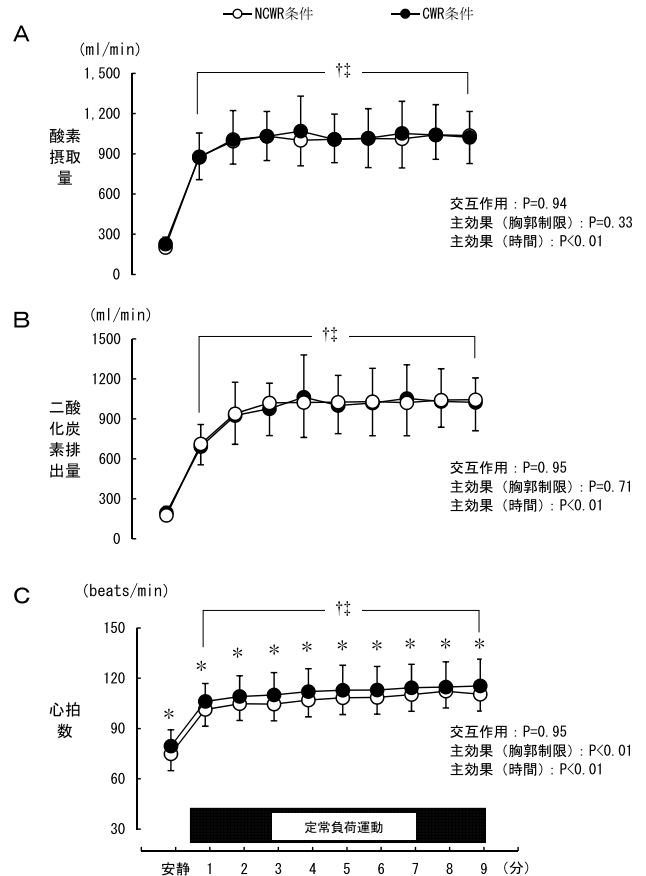 NCWR条件 CWR条件
A
(ml/min)
†‡
1,500
1,200
900
600
300
0
酸素
摂取
量
交互作用：P=0.94
主効果（胸郭制限）：P=0.33
主効果（時間）：P<0.01
B
(ml/min)
†‡
1500
1200
900
600
300
0
二酸
化炭
素排
出量
交互作用：P=0.95
主効果（胸郭制限）：P=0.71
主効果（時間）：P<0.01
C
(beats/min)
†‡
150
120
90
60
30
* * * * * * * * * *
心拍
数
交互作用：P=0.95
主効果（胸郭制限）：P<0.01
主効果（時間）：P<0.01
定常負荷運動
安静 1 2 3 4 5 6 7 8 9 （分）